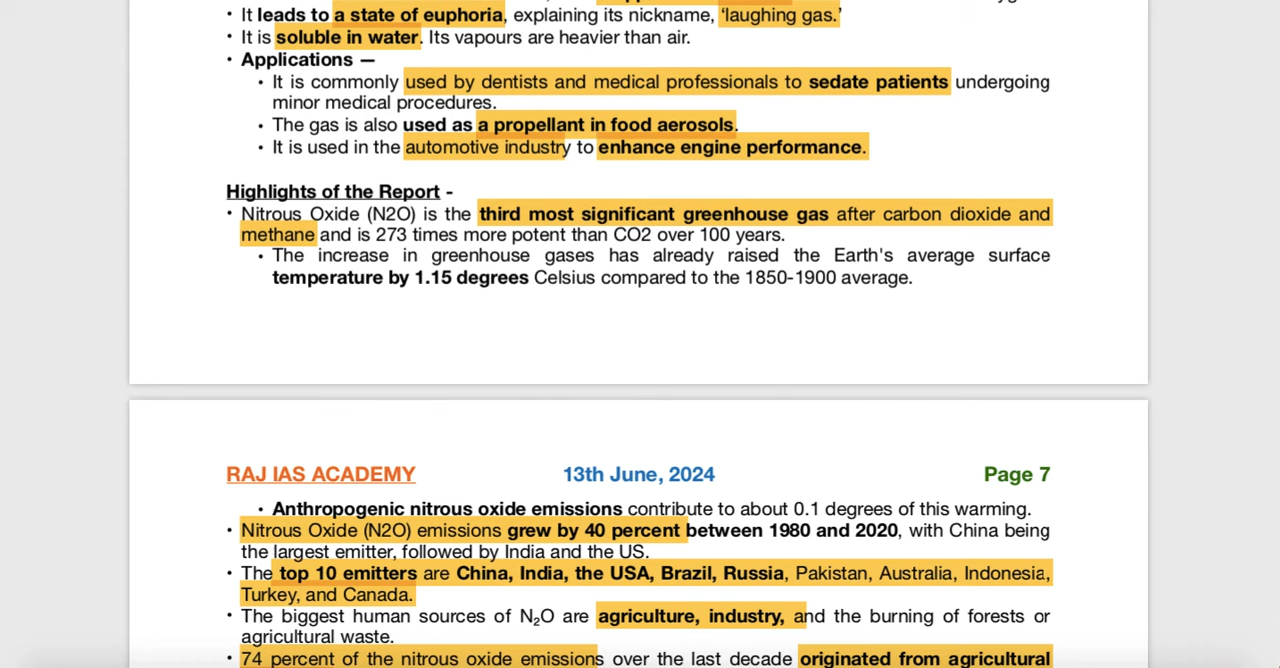 • It leads to a state of euphoria, explaining its nickname, ‘laughing gas.’
• It is soluble in water. Its vapours are heavier than air.
• Applications —
• It is commonly used by dentists and medical professionals to sedate patients undergoing
minor medical procedures.
• The gas is also used as a propellant in food aerosols.
• It is used in the automotive industry to enhance engine performance.
Highlights of the Report -
• Nitrous Oxide (N2O) is the third most significant greenhouse gas after carbon dioxide and
methane and is 273 times more potent than CO2 over 100 years.
• The increase in greenhouse gases has already raised the Earth's average surface
temperature by 1.15 degrees Celsius compared to the 1850-1900 average.
RAJ IAS ACADEMY 13th June, 2024 Page 7
• Anthropogenic nitrous oxide emissions contribute to about 0.1 degrees of this warming.
• Nitrous Oxide (N2O) emissions grew by 40 percent between 1980 and 2020, with China being
the largest emitter, followed by India and the US.
• The top 10 emitters are China, India, the USA, Brazil, Russia, Pakistan, Australia, Indonesia,
Turkey, and Canada.
• The biggest human sources of N₂O are agriculture, industry, and the burning of forests or
agricultural waste.
• 74 percent of the nitrous oxide emissions over the last decade originated from agricultural